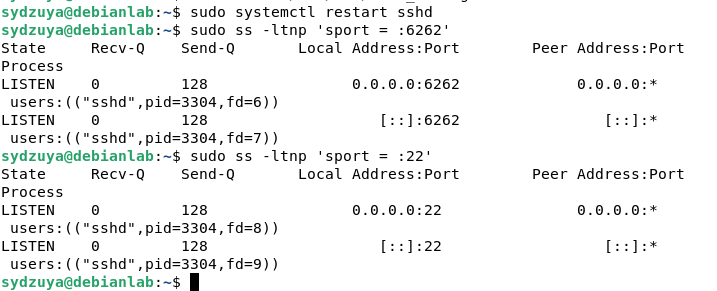 sydzuya@debianlab:~$ sudo systemctl restart sshd
sydzuya@debianlab:~$ sudo ss -ltnp 'sport = :6262'
State     Recv-Q    Send-Q       Local Address:Port        Peer Address:Port
Process
LISTEN    0         128                0.0.0.0:6262             0.0.0.0:*
 users:(("sshd",pid=3304,fd=6))
LISTEN    0         128                   [::]:6262                [::]:*
 users:(("sshd",pid=3304,fd=7))
sydzuya@debianlab:~$ sudo ss -ltnp 'sport = :22'
State     Recv-Q    Send-Q       Local Address:Port        Peer Address:Port
Process
LISTEN    0         128                0.0.0.0:22               0.0.0.0:*
 users:(("sshd",pid=3304,fd=8))
LISTEN    0         128                   [::]:22                  [::]:*
 users:(("sshd",pid=3304,fd=9))
sydzuya@debianlab:~$